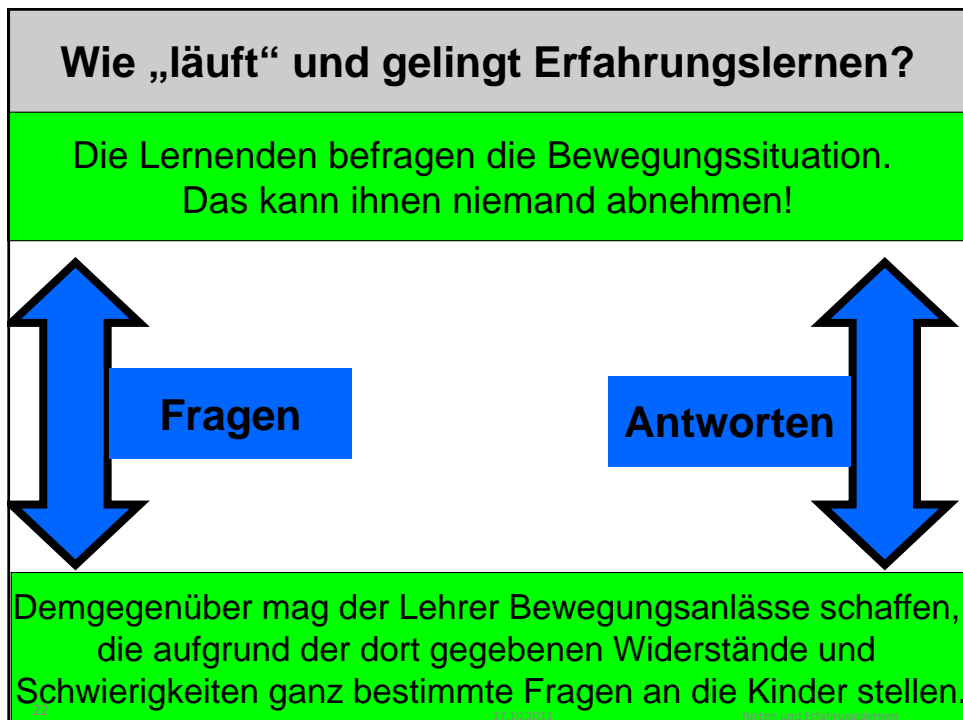 Wie „läuft“ und gelingt Erfahrungslernen?
Die Lernenden befragen die Bewegungssituation.
Das kann ihnen niemand abnehmen!
Fragen
Antworten
Demgegenüber mag der Lehrer Bewegungsanlässe schaffen,
die aufgrund der dort gegebenen Widerstände und
Schwierigkeiten ganz bestimmte Fragen an die Kinder stellen.
22